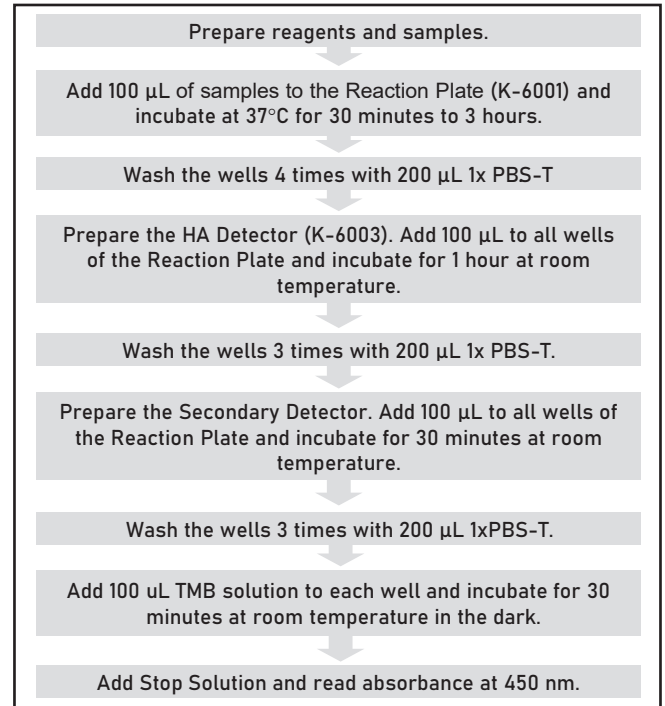 Prepare reagents and samples.
Add 100 µL of samples to the Reaction Plate (K-6001) and
incubate at 37°C for 30 minutes to 3 hours.
Wash the wells 4 times with 200 µL 1x PBS-T
Prepare the HA Detector (K-6003). Add 100 µL to all wells
of the Reaction Plate and incubate for 1 hour at room
temperature.
Wash the wells 3 times with 200 µL 1x PBS-T.
Prepare the Secondary Detector. Add 100 µL to all wells of
the Reaction Plate and incubate for 30 minutes at room
temperature.
Wash the wells 3 times with 200 µL 1xPBS-T.
Add 100 uL TMB solution to each well and incubate for 30
minutes at room temperature in the dark.
Add Stop Solution and read absorbance at 450 nm.